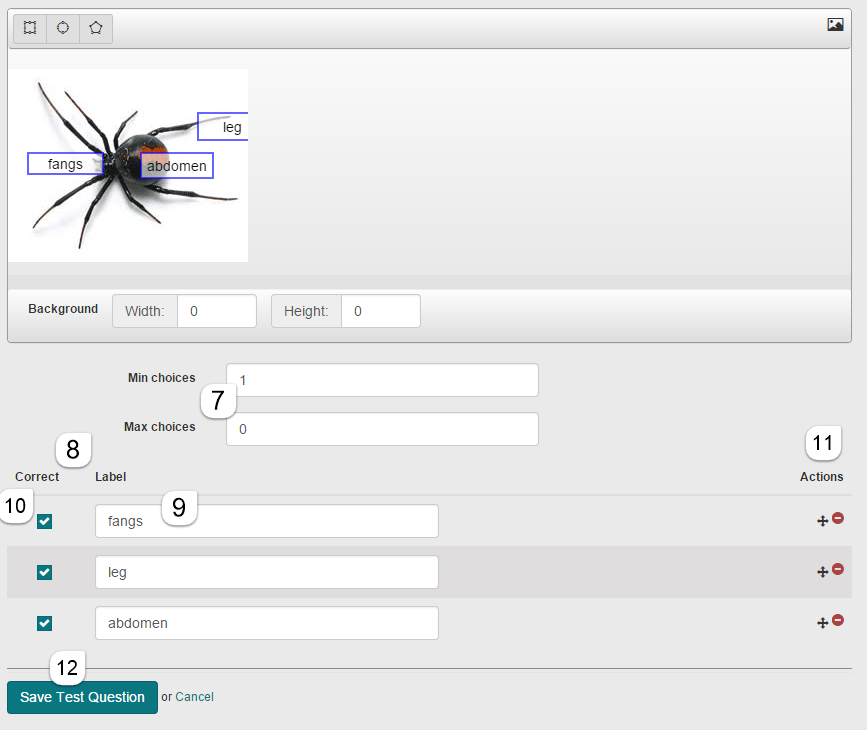 leg
fangs
abdomen
Background Width: 0 Height: 0
Min choices 1
7
Max choices 0
8
11
Correct Label Actions
10
9
fangs
leg
abdomen
12
Save Test Question or Cancel